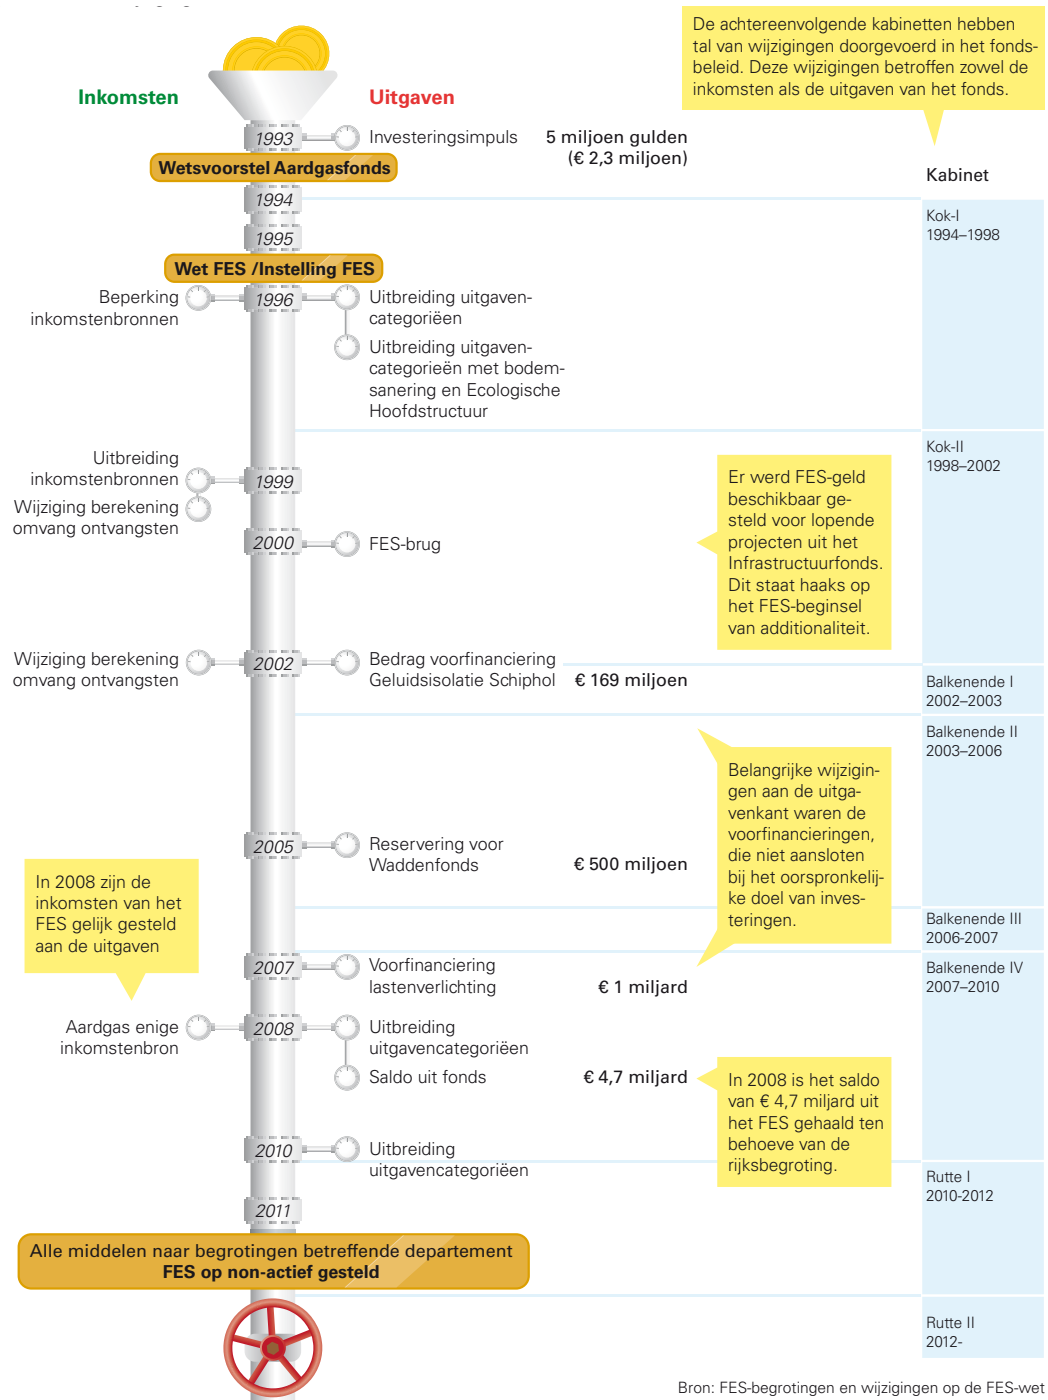 De achtereenvolgende kabinetten hebben
tal van wijzigingen doorgevoerd in het fonds-
beleid. Deze wijzigingen betroffen zowel de
inkomsten als de uitgaven van het fonds.
Inkomsten
Uitgaven
1993
Investeringsimpuls
5 miljoen gulden
(€ 2,3 miljoen)
Wetsvoorstel Aardgasfonds
Kabinet
1994
Kok-I
1994–1998
1995
Wet FES /Instelling FES
Beperking
inkomstenbronnen
1996
Uitbreiding uitgaven-
categoriëen
Uitbreiding uitgaven-
categorieën met bodem-
sanering en Ecologische
Hoofdstructuur
Kok-II
1998–2002
Uitbreiding
inkomstenbronnen
Wijziging berekening
omvang ontvangsten
1999
Er werd FES-geld
beschikbaar ge-
steld voor lopende
projecten uit het
Infrastructuurfonds.
Dit staat haaks op
het FES-beginsel
van additionaliteit.
2000
FES-brug
Wijziging berekening
omvang ontvangsten
2002
Bedrag voorfinanciering
Geluidsisolatie Schiphol
€ 169 miljoen
Balkenende I
2002–2003
Balkenende II
2003–2006
Belangrijke wijzigin-
gen aan de uitga-
venkant waren de
voorfinancieringen,
die niet aansloten
bij het oorspronkelij-
ke doel van inves-
teringen.
2005
Reservering voor
Waddenfonds
€ 500 miljoen
In 2008 zijn de
inkomsten van het
FES gelijk gesteld
aan de uitgaven
Balkenende III
2006-2007
2007
Voorfinanciering
lastenverlichting
€ 1 miljard
Balkenende IV
2007–2010
Aardgas enige
inkomstenbron
2008
Uitbreiding
uitgavencategoriëen
Saldo uit fonds
€ 4,7 miljard
In 2008 is het saldo
van € 4,7 miljard uit
het FES gehaald ten
behoeve van de
rijksbegroting.
2010
Uitbreiding
uitgavencategoriëen
Rutte I
2010-2012
2011
Alle middelen naar begrotingen betreffende departement
FES op non-actief gesteld
Rutte II
2012-
Bron: FES-begrotingen en wijzigingen op de FES-wet